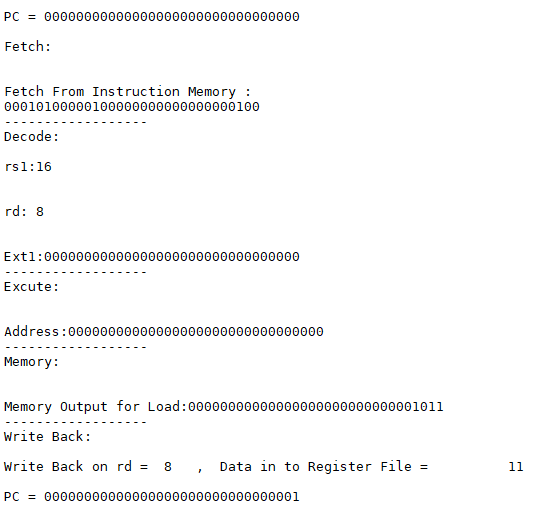 PC = 00000000000000000000000000000000
Fetch:
Fetch From Instruction Memory :
00010100000100000000000000000100
------------------
Decode:
rs1:16
rd: 8
Ext1:00000000000000000000000000000000
------------------
Excute:
Address:00000000000000000000000000000000
------------------
Memory:
Memory Output for Load:00000000000000000000000000001011
------------------
Write Back:
Write Back on rd =  8   ,  Data in to Register File =          11
PC = 00000000000000000000000000000001